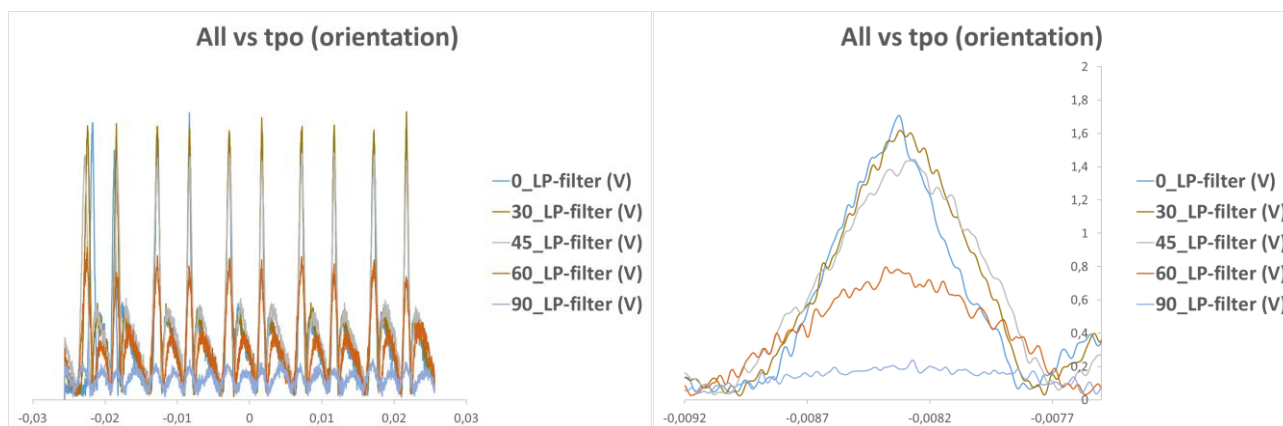 All vs tpo (orientation)
0_LP-filter (V)
30_LP-filter (V)
45_LP-filter (V)
60_LP-filter (V)
90_LP-filter (V)
-0,03 -0,02 -0,01 0 0,01 0,02 0,03
All vs tpo (orientation)
2
1,8
1,6
1,4
1,2
1
0,8
0,6
0,4
0,2
0
0_LP-filter (V)
30_LP-filter (V)
45_LP-filter (V)
60_LP-filter (V)
90_LP-filter (V)
-0,0092 -0,0087 -0,0082 -0,0077